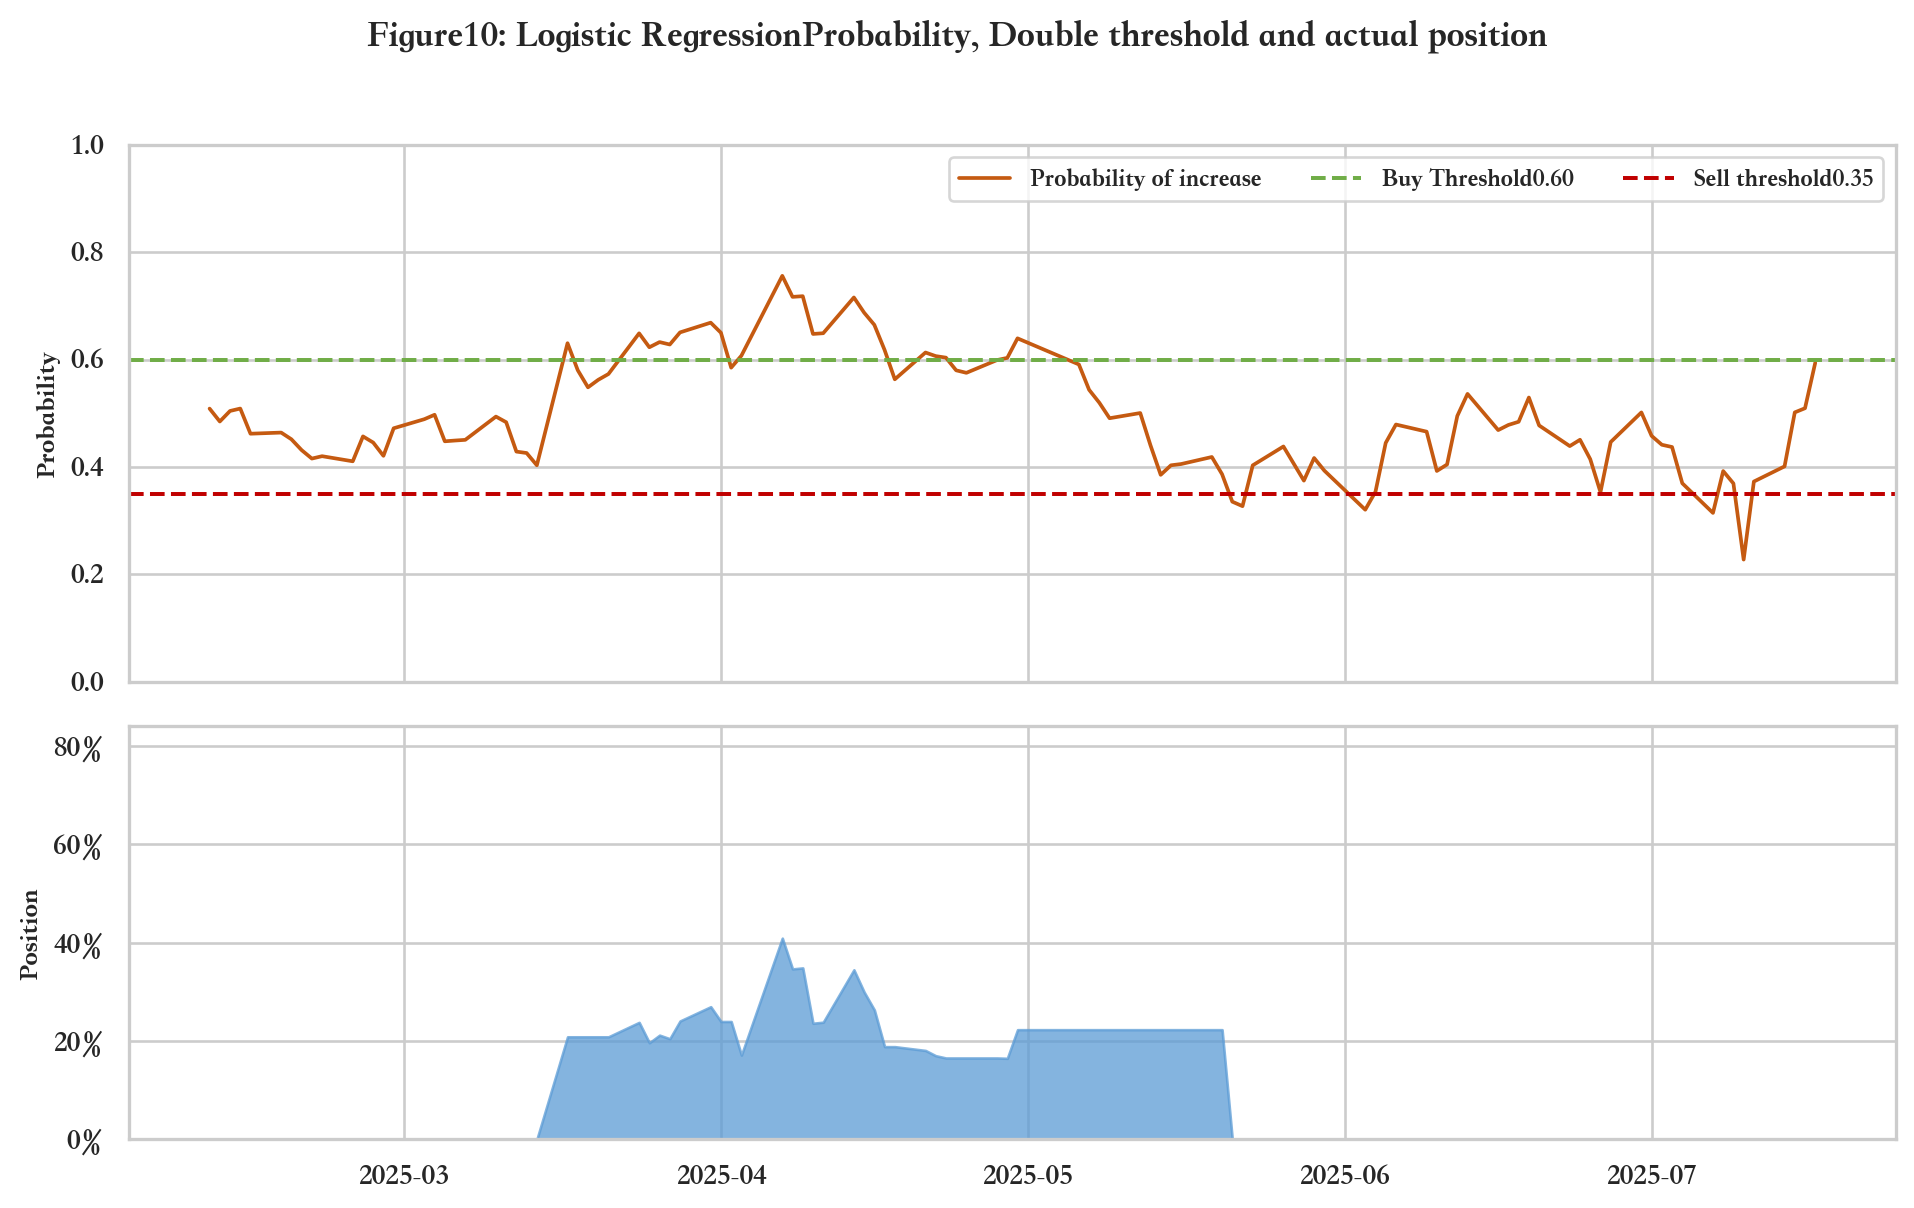 Figure10: Logistic RegressionProbability, Double threshold and actual position
1.0
Probability of increase
Buy Threshold0.60
Sell threshold0.35
0.8
0.6
0.4
0.2
0.0
Probability
80%
60%
40%
20%
0%
Position
2025-03
2025-04
2025-05
2025-06
2025-07